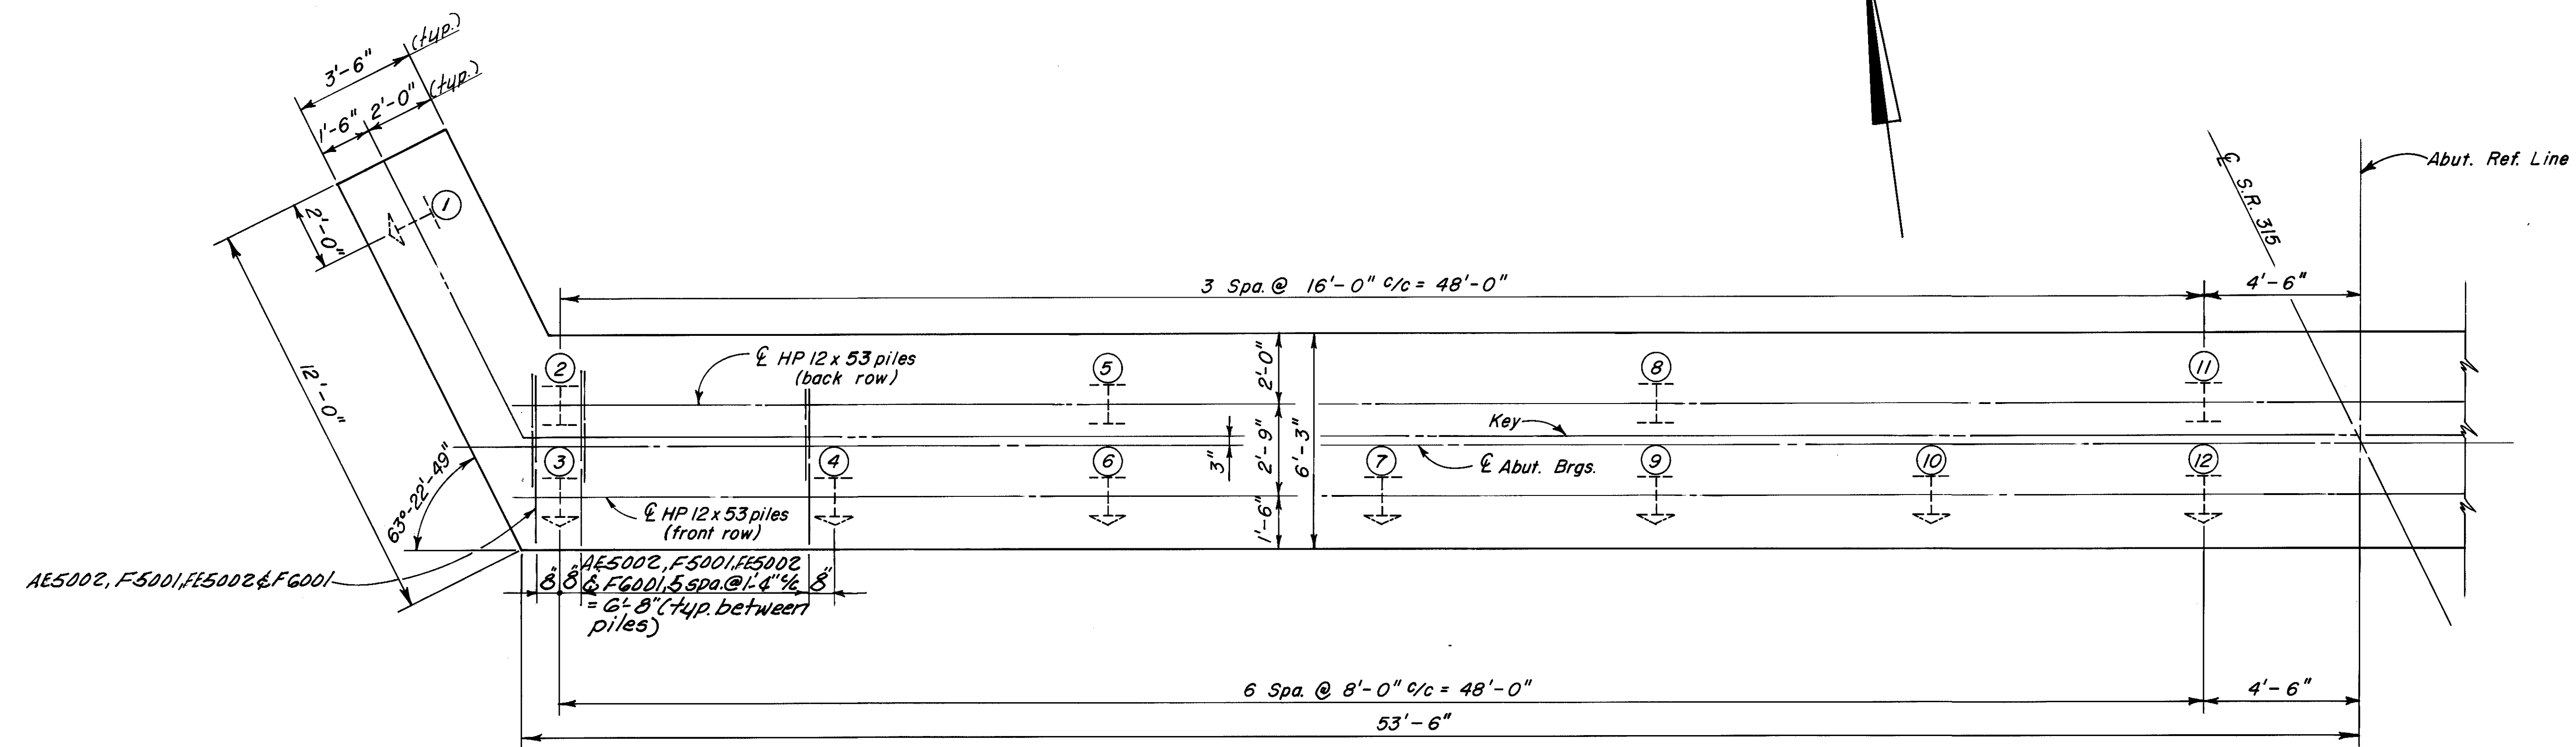 3'-6"
(typ.)
1'-6"
2'-0"
(typ.)
1
2'-0"
12'-0"
63°-22'-49"
℄ S.R. 315
Abut. Ref. Line
3 Spa. @ 16'-0" c/c = 48'-0"
4'-6"
2
5
8
11
℄ HP 12 x 53 piles
(back row)
2'-0"
2'-9"
1'-6"
6'-3"
3"
Key
℄ Abut. Brgs.
3
4
6
7
9
10
12
℄ HP 12 x 53 piles
(front row)
AE5002, F5001, FE5002 & F6001
8"
8"
AE5002, F5001, FE5002
& F6001, 5 spa. @ 1'-4" c/c
= 6'-8" (typ. between
piles)
8"
6 Spa. @ 8'-0" c/c = 48'-0"
4'-6"
53'-6"